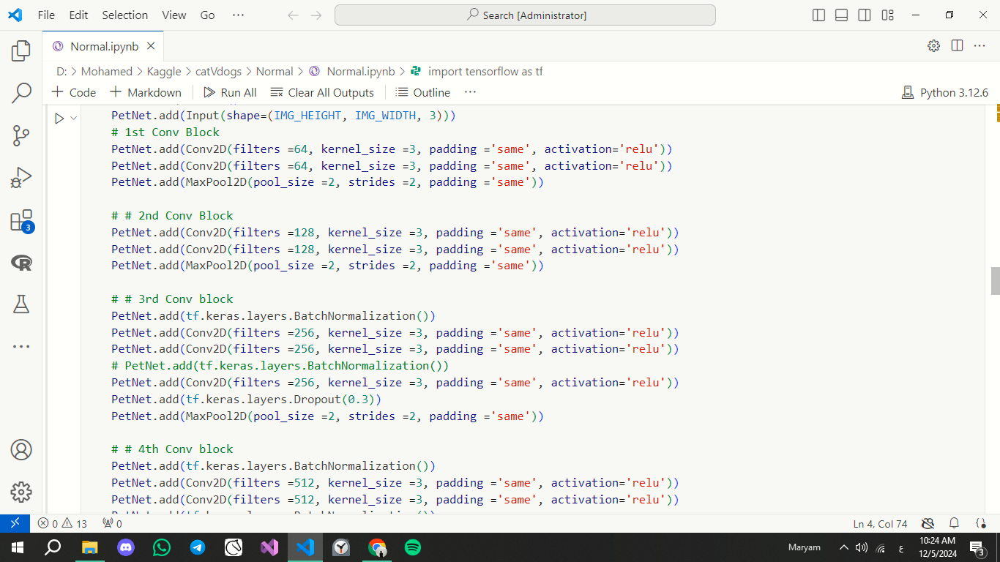 File Edit Selection View Go ··· Search [Administrator]
Normal.ipynb
D: > Mohamed > Kaggle > catVdogs > Normal > Normal.ipynb > import tensorflow as tf
+ Code + Markdown Run All Clear All Outputs Outline ··· Python 3.12.6
PetNet.add(Input(shape=(IMG_HEIGHT, IMG_WIDTH, 3)))
# 1st Conv Block
PetNet.add(Conv2D(filters =64, kernel_size =3, padding ='same', activation='relu'))
PetNet.add(Conv2D(filters =64, kernel_size =3, padding ='same', activation='relu'))
PetNet.add(MaxPool2D(pool_size =2, strides =2, padding ='same'))
# # 2nd Conv Block
PetNet.add(Conv2D(filters =128, kernel_size =3, padding ='same', activation='relu'))
PetNet.add(Conv2D(filters =128, kernel_size =3, padding ='same', activation='relu'))
PetNet.add(MaxPool2D(pool_size =2, strides =2, padding ='same'))
# # 3rd Conv block
PetNet.add(tf.keras.layers.BatchNormalization())
PetNet.add(Conv2D(filters =256, kernel_size =3, padding ='same', activation='relu'))
PetNet.add(Conv2D(filters =256, kernel_size =3, padding ='same', activation='relu'))
# PetNet.add(tf.keras.layers.BatchNormalization())
PetNet.add(Conv2D(filters =256, kernel_size =3, padding ='same', activation='relu'))
PetNet.add(tf.keras.layers.Dropout(0.3))
PetNet.add(MaxPool2D(pool_size =2, strides =2, padding ='same'))
# # 4th Conv block
PetNet.add(tf.keras.layers.BatchNormalization())
PetNet.add(Conv2D(filters =512, kernel_size =3, padding ='same', activation='relu'))
PetNet.add(Conv2D(filters =512, kernel_size =3, padding ='same', activation='relu'))
3
0 13 0 Ln 4, Col 74
Maryam ع 10:24 AM
12/5/2024
3